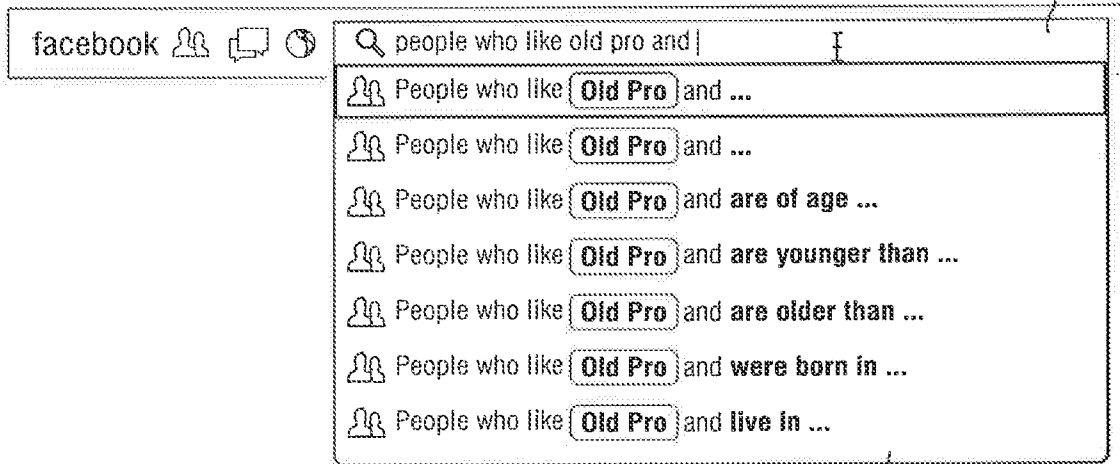 facebook people who like old pro and
People who like Old Pro and ...
People who like Old Pro and ...
People who like Old Pro and are of age ...
People who like Old Pro and are younger than ...
People who like Old Pro and are older than ...
People who like Old Pro and were born in ...
People who like Old Pro and live in ...